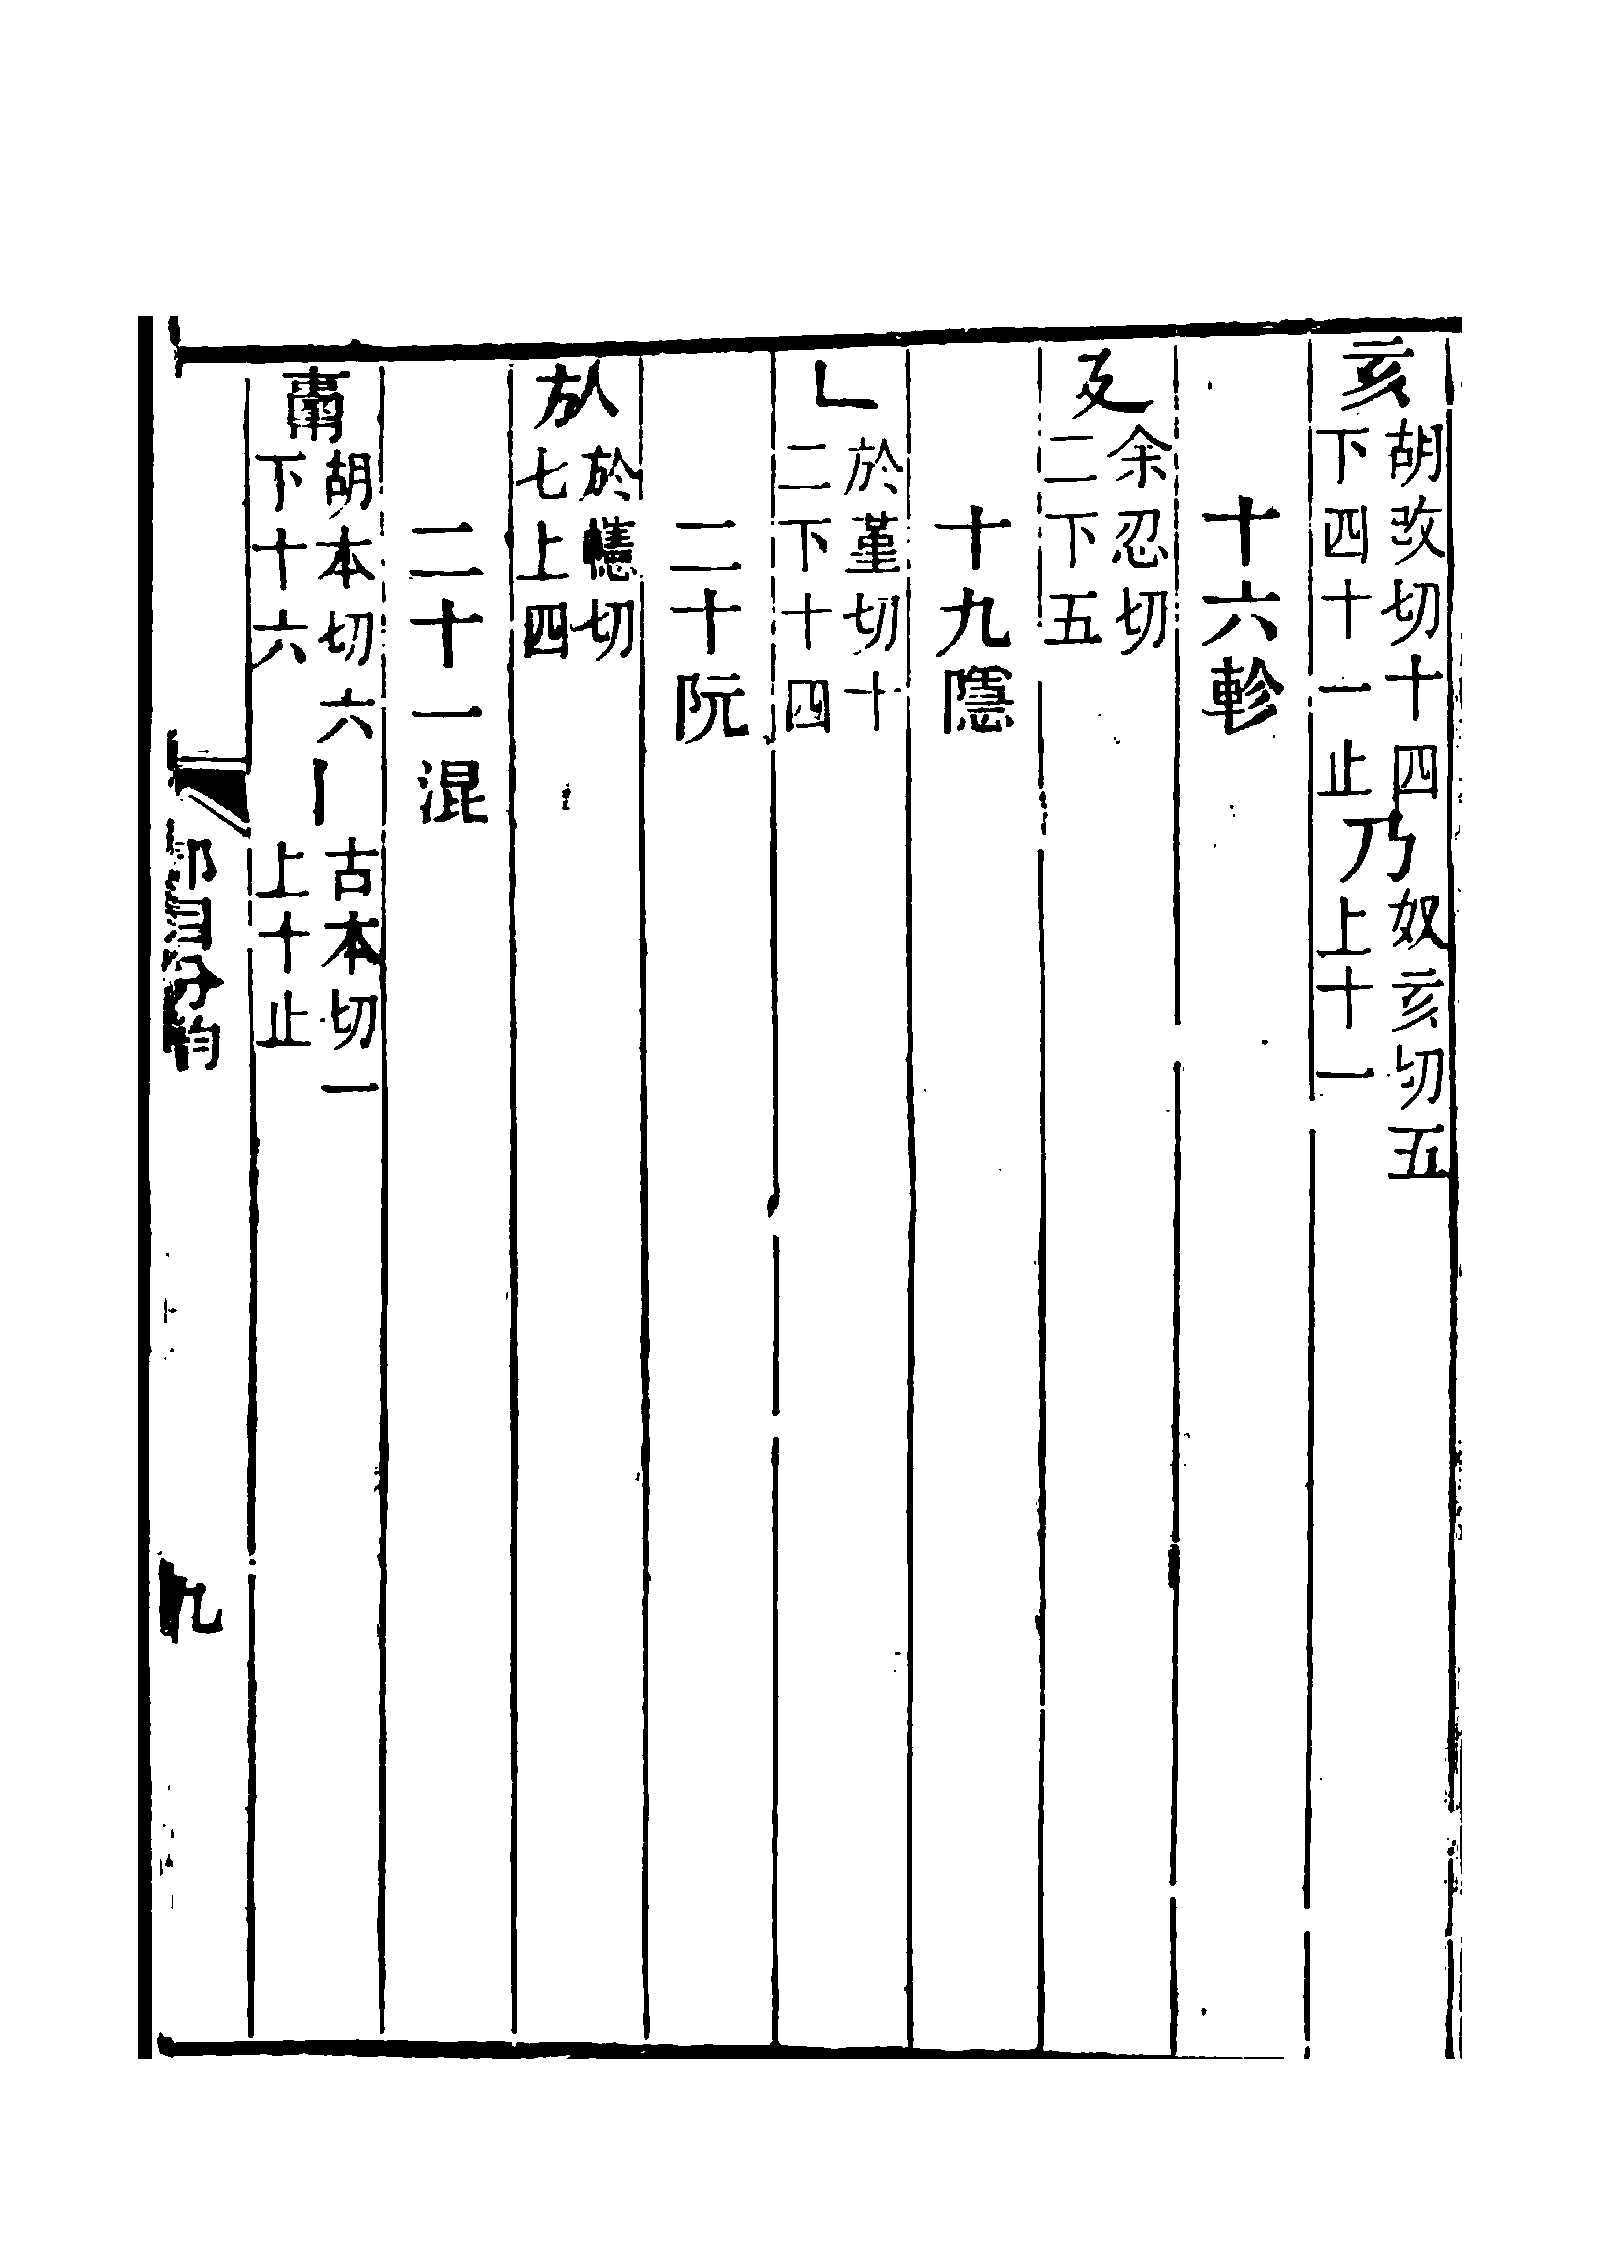 亥胡改切十四下四十一止乃奴亥切五上十一
十六軫
廴余忍切二下五
十九隱
乚於堇切十二下十四
二十阮
㫃於幰切七上四
二十一混
胡本切六下十六丨古本切一上十止
部目分韵
九